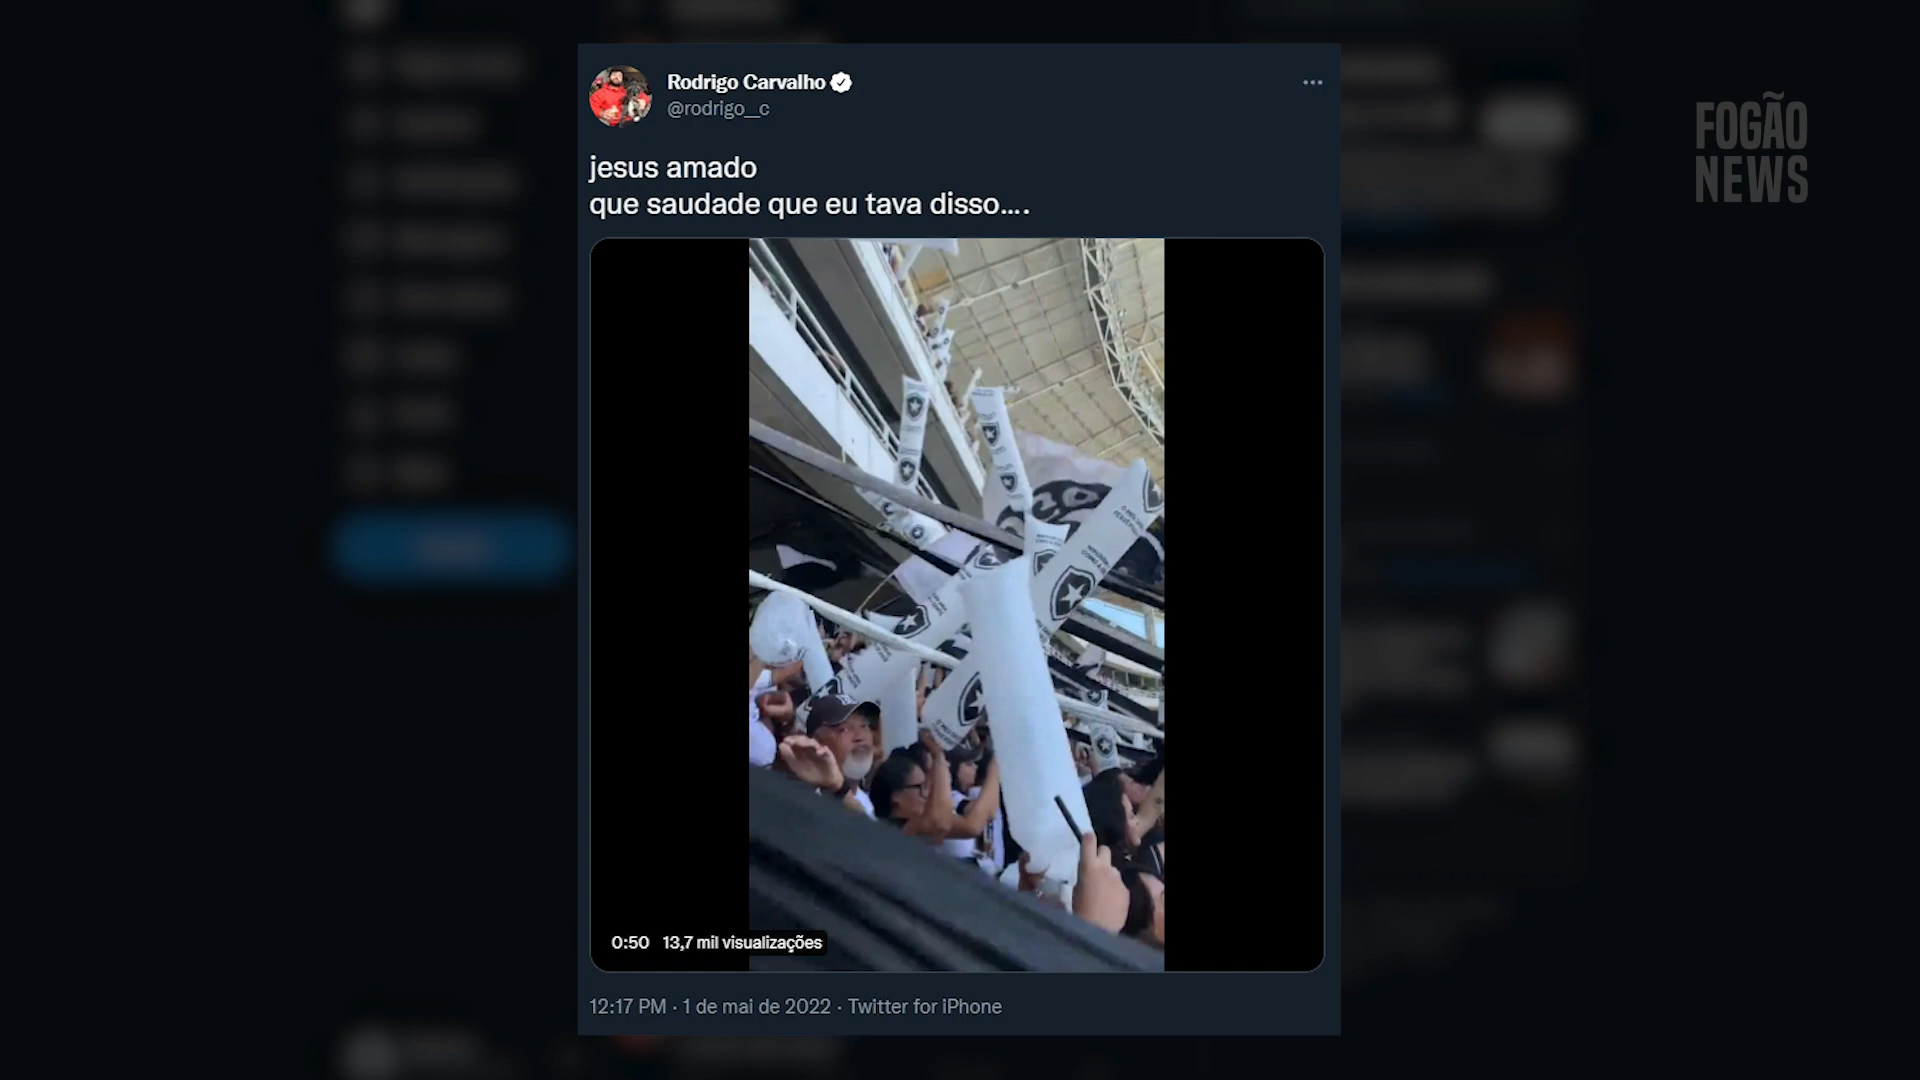 Rodrigo Carvalho
@rodrigo__c
FOGÃO
NEWS
jesus amado
que saudade que eu tava disso....
0:50 13,7 mil visualizações
12:17 PM · 1 de mai de 2022 · Twitter for iPhone